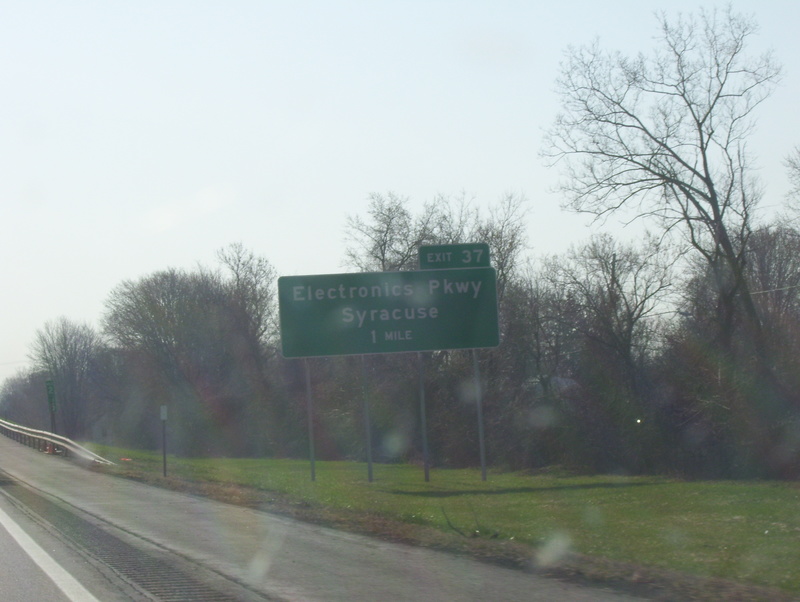 EXIT 37
Electronics Pkwy
Syracuse
1 MILE